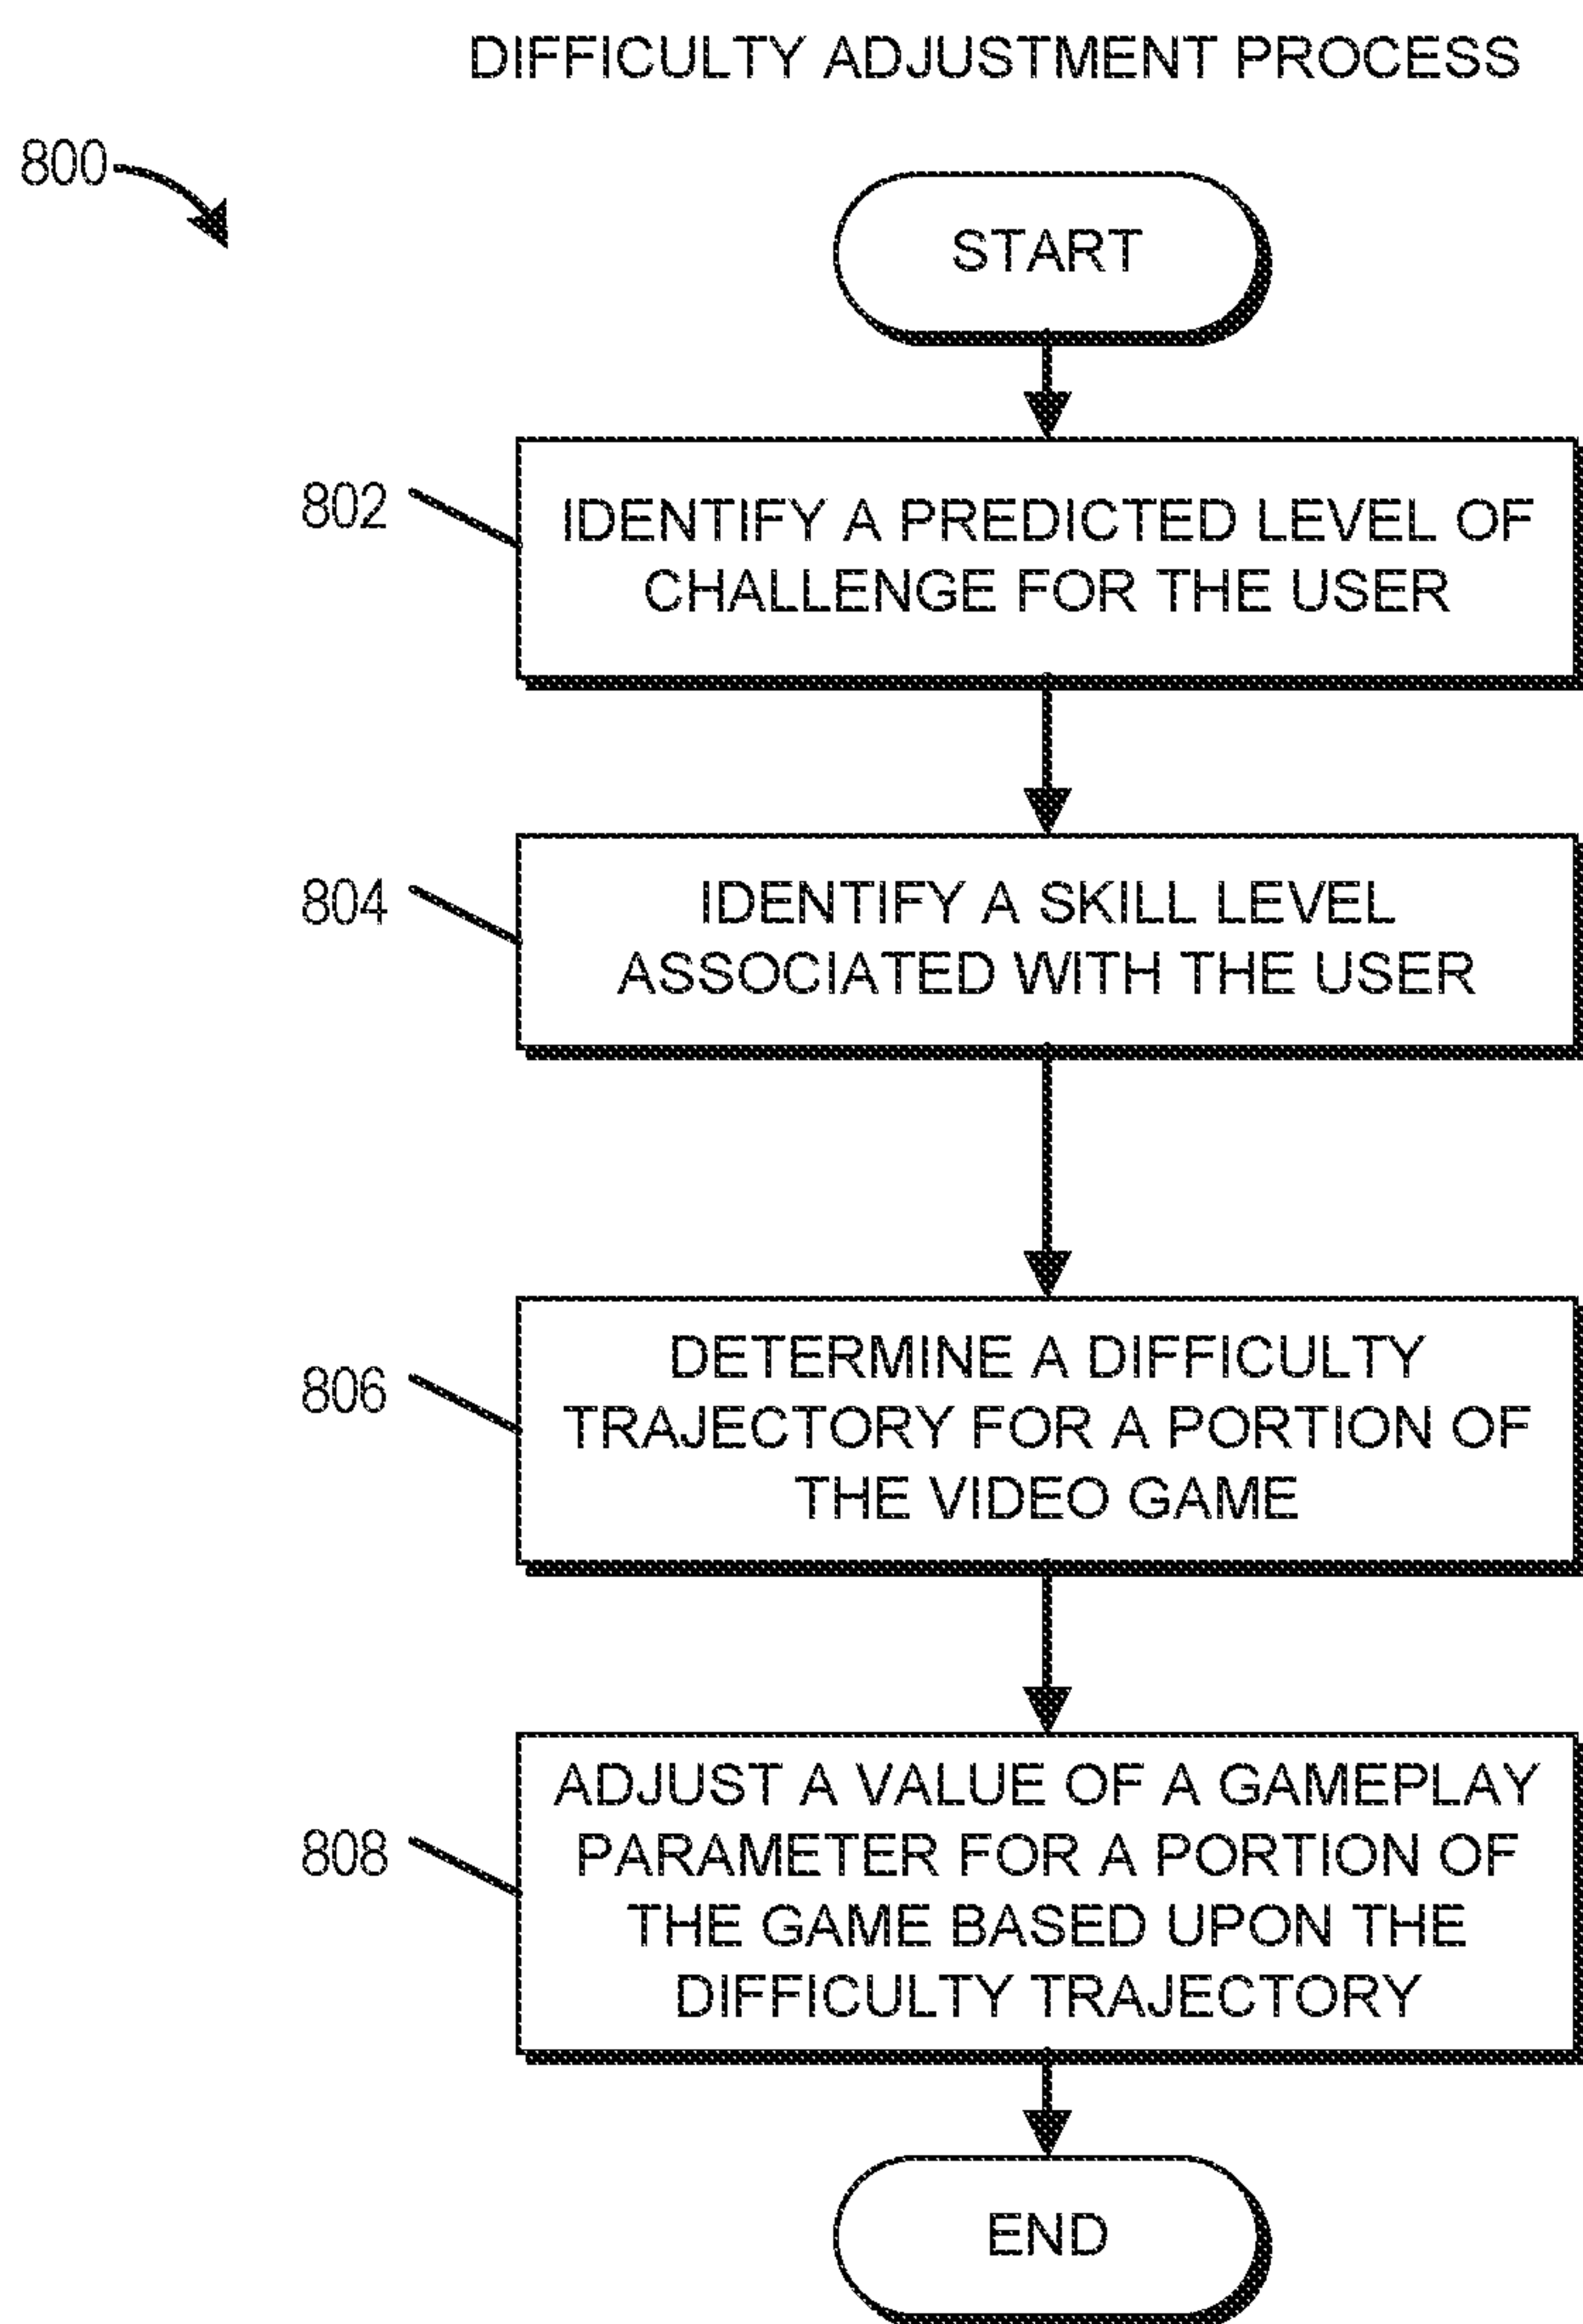 DIFFICULTY ADJUSTMENT PROCESS
800
START
802
IDENTIFY A PREDICTED LEVEL OF
CHALLENGE FOR THE USER
804
IDENTIFY A SKILL LEVEL
ASSOCIATED WITH THE USER
806
DETERMINE A DIFFICULTY
TRAJECTORY FOR A PORTION OF
THE VIDEO GAME
808
ADJUST A VALUE OF A GAMEPLAY
PARAMETER FOR A PORTION OF
THE GAME BASED UPON THE
DIFFICULTY TRAJECTORY
END